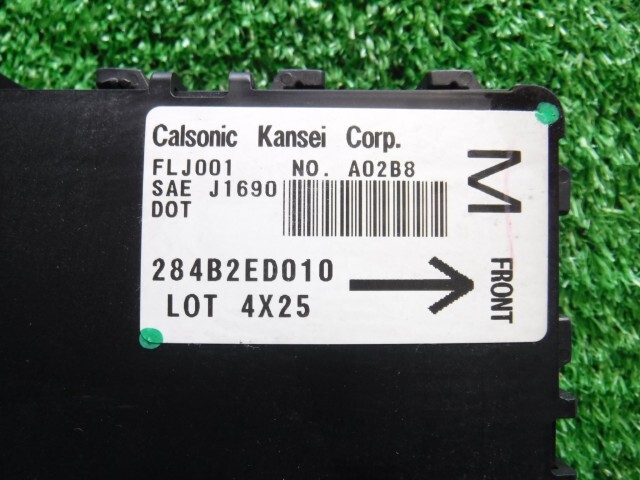 Calsonic Kansei Corp.
FLJ001 NO. A02B8
SAE J1690
DOT
284B2ED010
LOT 4X25
M
FRONT